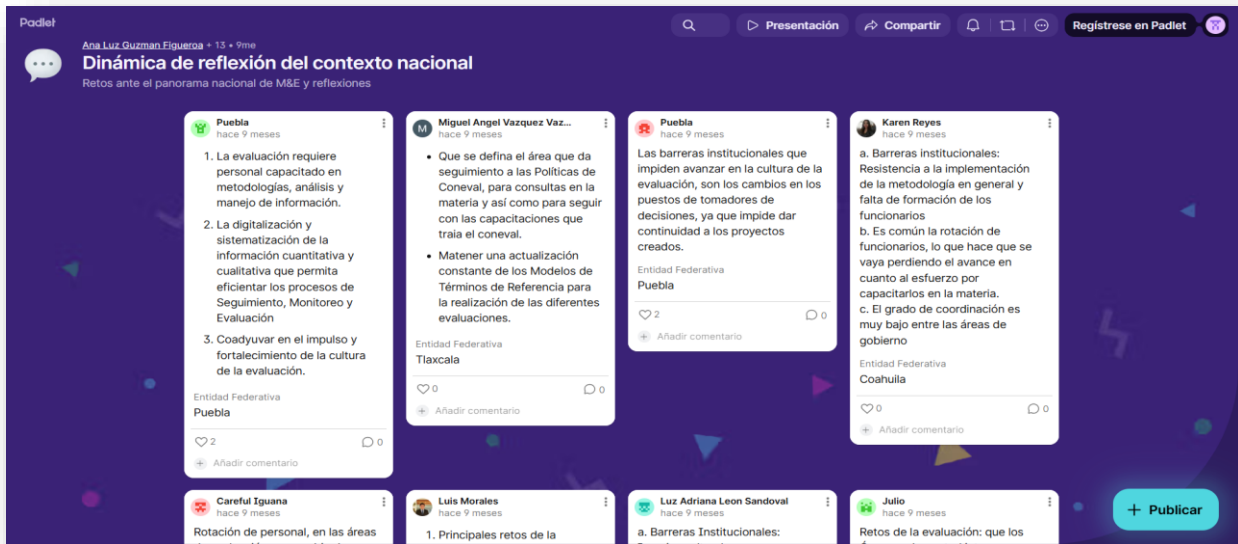 Padlet
Presentación
Compartir
Regístrese en Padlet
Ana Luz Guzman Figueroa + 13 • 9me
Dinámica de reflexión del contexto nacional
Retos ante el panorama nacional de M&E y reflexiones
Puebla
hace 9 meses
1. La evaluación requiere
personal capacitado en
metodologías, análisis y
manejo de información.
2. La digitalización y
sistematización de la
información cuantitativa y
cualitativa que permita
eficientar los procesos de
Seguimiento, Monitoreo y
Evaluación
3. Coadyuvar en el impulso y
fortalecimiento de la cultura
de la evaluación.
Entidad Federativa
Puebla
2
0
Añadir comentario
M
Miguel Angel Vazquez Vaz...
hace 9 meses
• Que se defina el área que da
seguimiento a las Políticas de
Coneval, para consultas en la
materia y así como para seguir
con las capacitaciones que
traia el coneval.
• Matener una actualización
constante de los Modelos de
Términos de Referencia para
la realización de las diferentes
evaluaciones.
Entidad Federativa
Tlaxcala
0
0
Añadir comentario
Puebla
hace 9 meses
Las barreras institucionales que
impiden avanzar en la cultura de la
evaluación, son los cambios en los
puestos de tomadores de
decisiones, ya que impide dar
continuidad a los proyectos
creados.
Entidad Federativa
Puebla
2
0
Añadir comentario
Karen Reyes
hace 9 meses
a. Barreras institucionales:
Resistencia a la implementación
de la metodología en general y
falta de formación de los
funcionarios
b. Es común la rotación de
funcionarios, lo que hace que se
vaya perdiendo el avance en
cuanto al esfuerzo por
capacitarlos en la materia.
c. El grado de coordinación es
muy bajo entre las áreas de
gobierno
Entidad Federativa
Coahuila
0
0
Añadir comentario
Careful Iguana
hace 9 meses
Rotación de personal, en las áreas
Luis Morales
hace 9 meses
1. Principales retos de la
Luz Adriana Leon Sandoval
hace 9 meses
a. Barreras Institucionales:
Julio
hace 9 meses
Retos de la evaluación: que los
+ Publicar